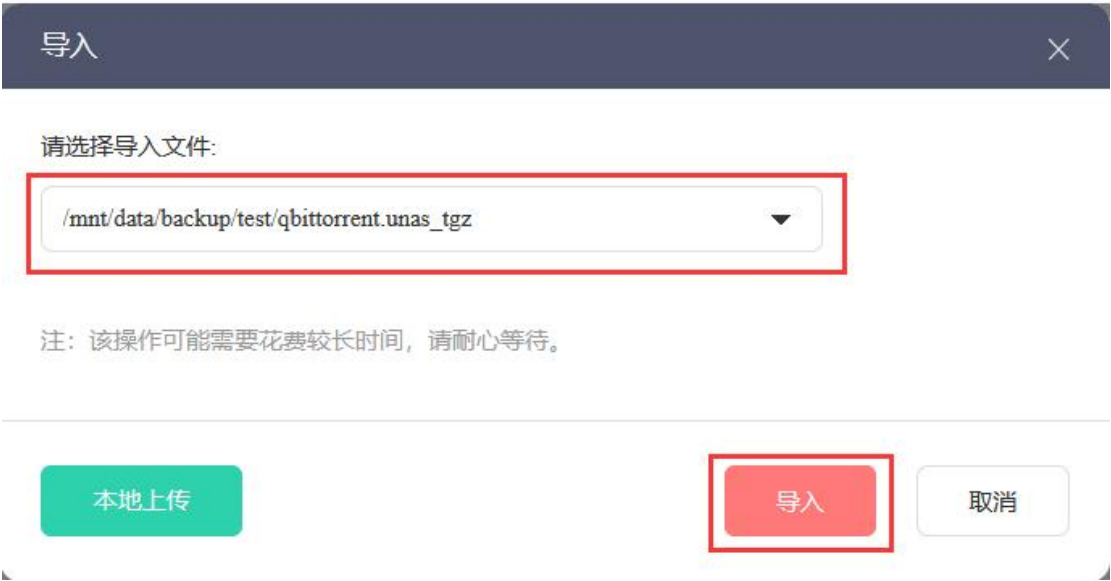 导入
请选择导入文件:
/mnt/data/backup/test/qbittorrent.unas_tgz
注：该操作可能需要花费较长时间，请耐心等待。
本地上传
导入
取消